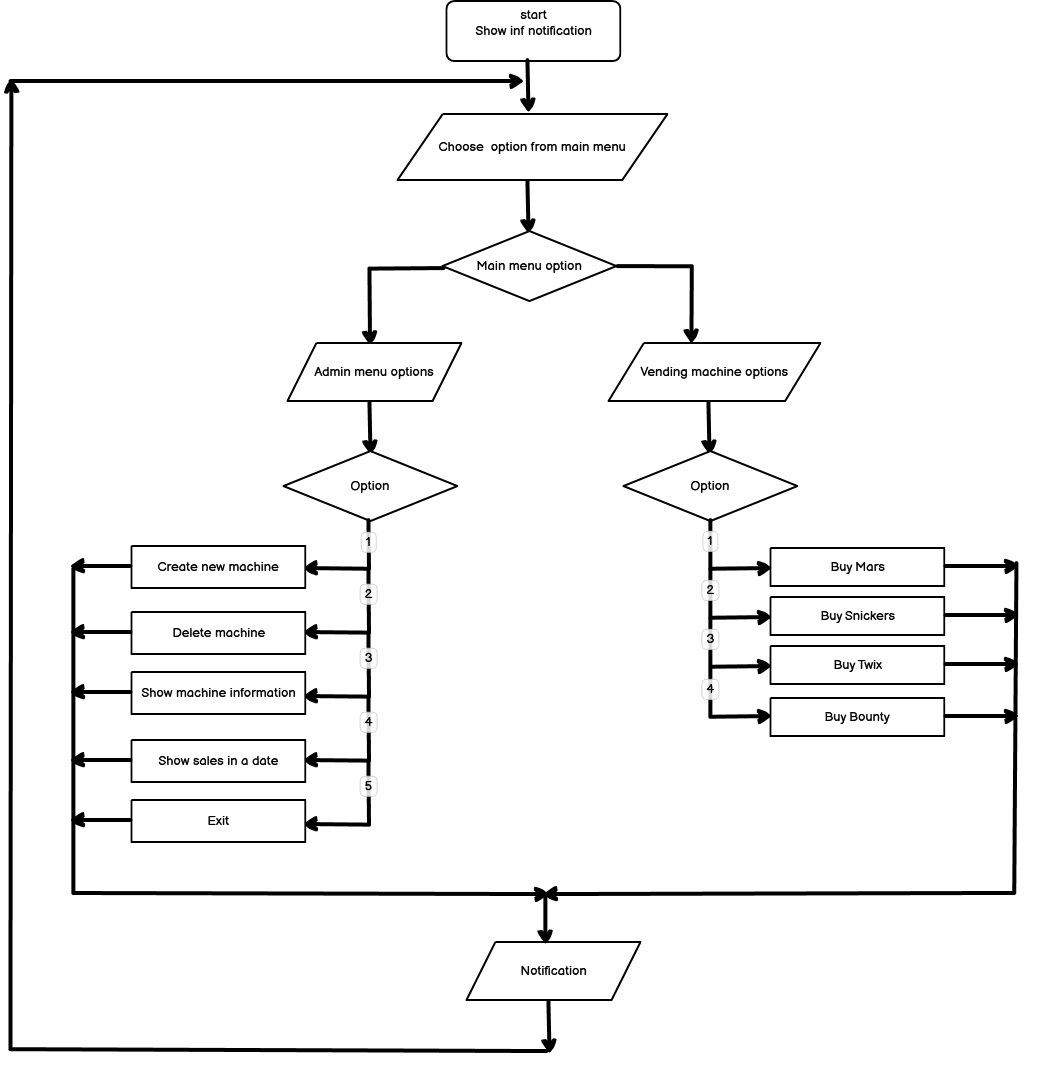 start
Show inf notification
Choose option from main menu
Main menu option
Admin menu options
Vending machine options
Option
Option
1
Create new machine
2
Delete machine
3
Show machine information
4
Show sales in a date
5
Exit
1
Buy Mars
2
Buy Snickers
3
Buy Twix
4
Buy Bounty
Notification